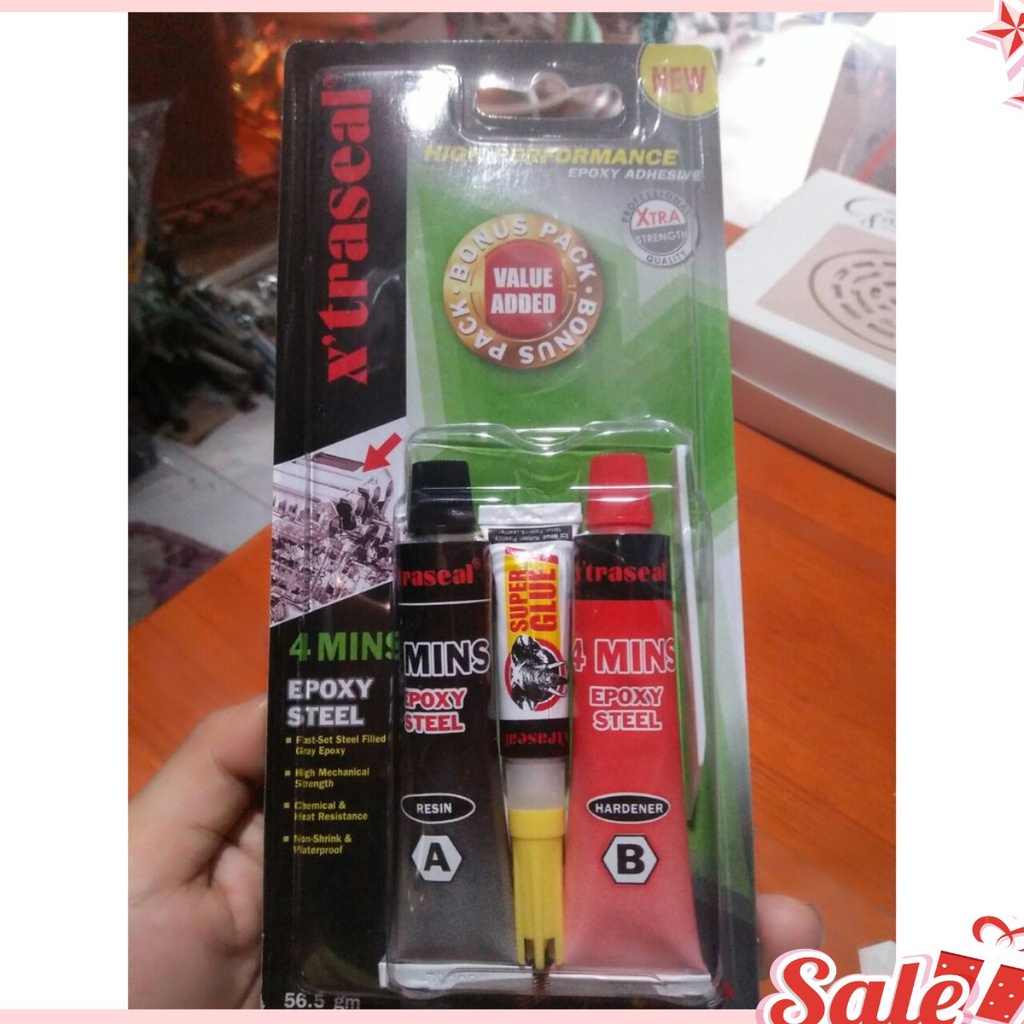 NEW
x'traseal®
HIGH PERFORMANCE
EPOXY ADHESIVE
PROFESSIONAL
XTRA
STRENGTH
QUALITY
BONUS PACK · BONUS PACK ·
VALUE
ADDED
4 MINS
EPOXY
STEEL
Fast-Set Steel Filled
Gray Epoxy
High Mechanical
Strength
Chemical &
Heat Resistance
Non-Shrink &
Waterproof
56.5 gm
traseal®
MINS
EPOXY
STEEL
RESIN
A
SUPER
GLUE
x'traseal
x'traseal
4 MINS
EPOXY
STEEL
HARDENER
B
Sale